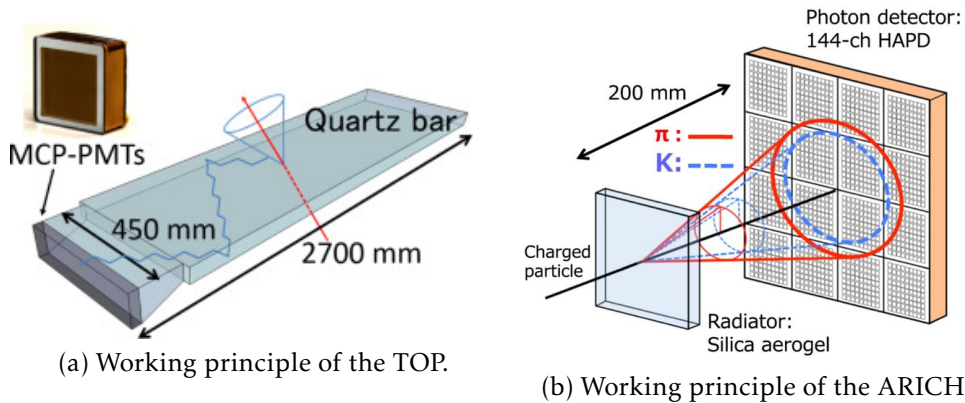 MCP-PMTs
Quartz bar
450 mm
2700 mm
(a) Working principle of the TOP.
Photon detector:
144-ch HAPD
200 mm
π :
K:
Charged
particle
Radiator:
Silica aerogel
(b) Working principle of the ARICH